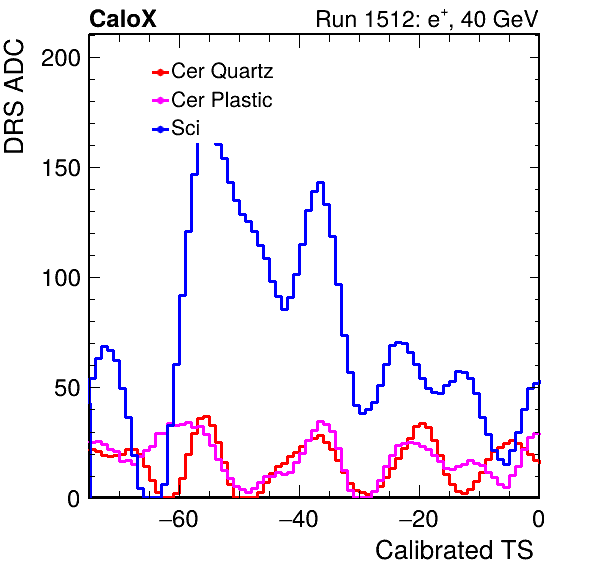 CaloX Run 1512: e⁺, 40 GeV
DRS ADC
200
Cer Quartz
Cer Plastic
Sci
150
100
50
0
−60 −40 −20 0
Calibrated TS